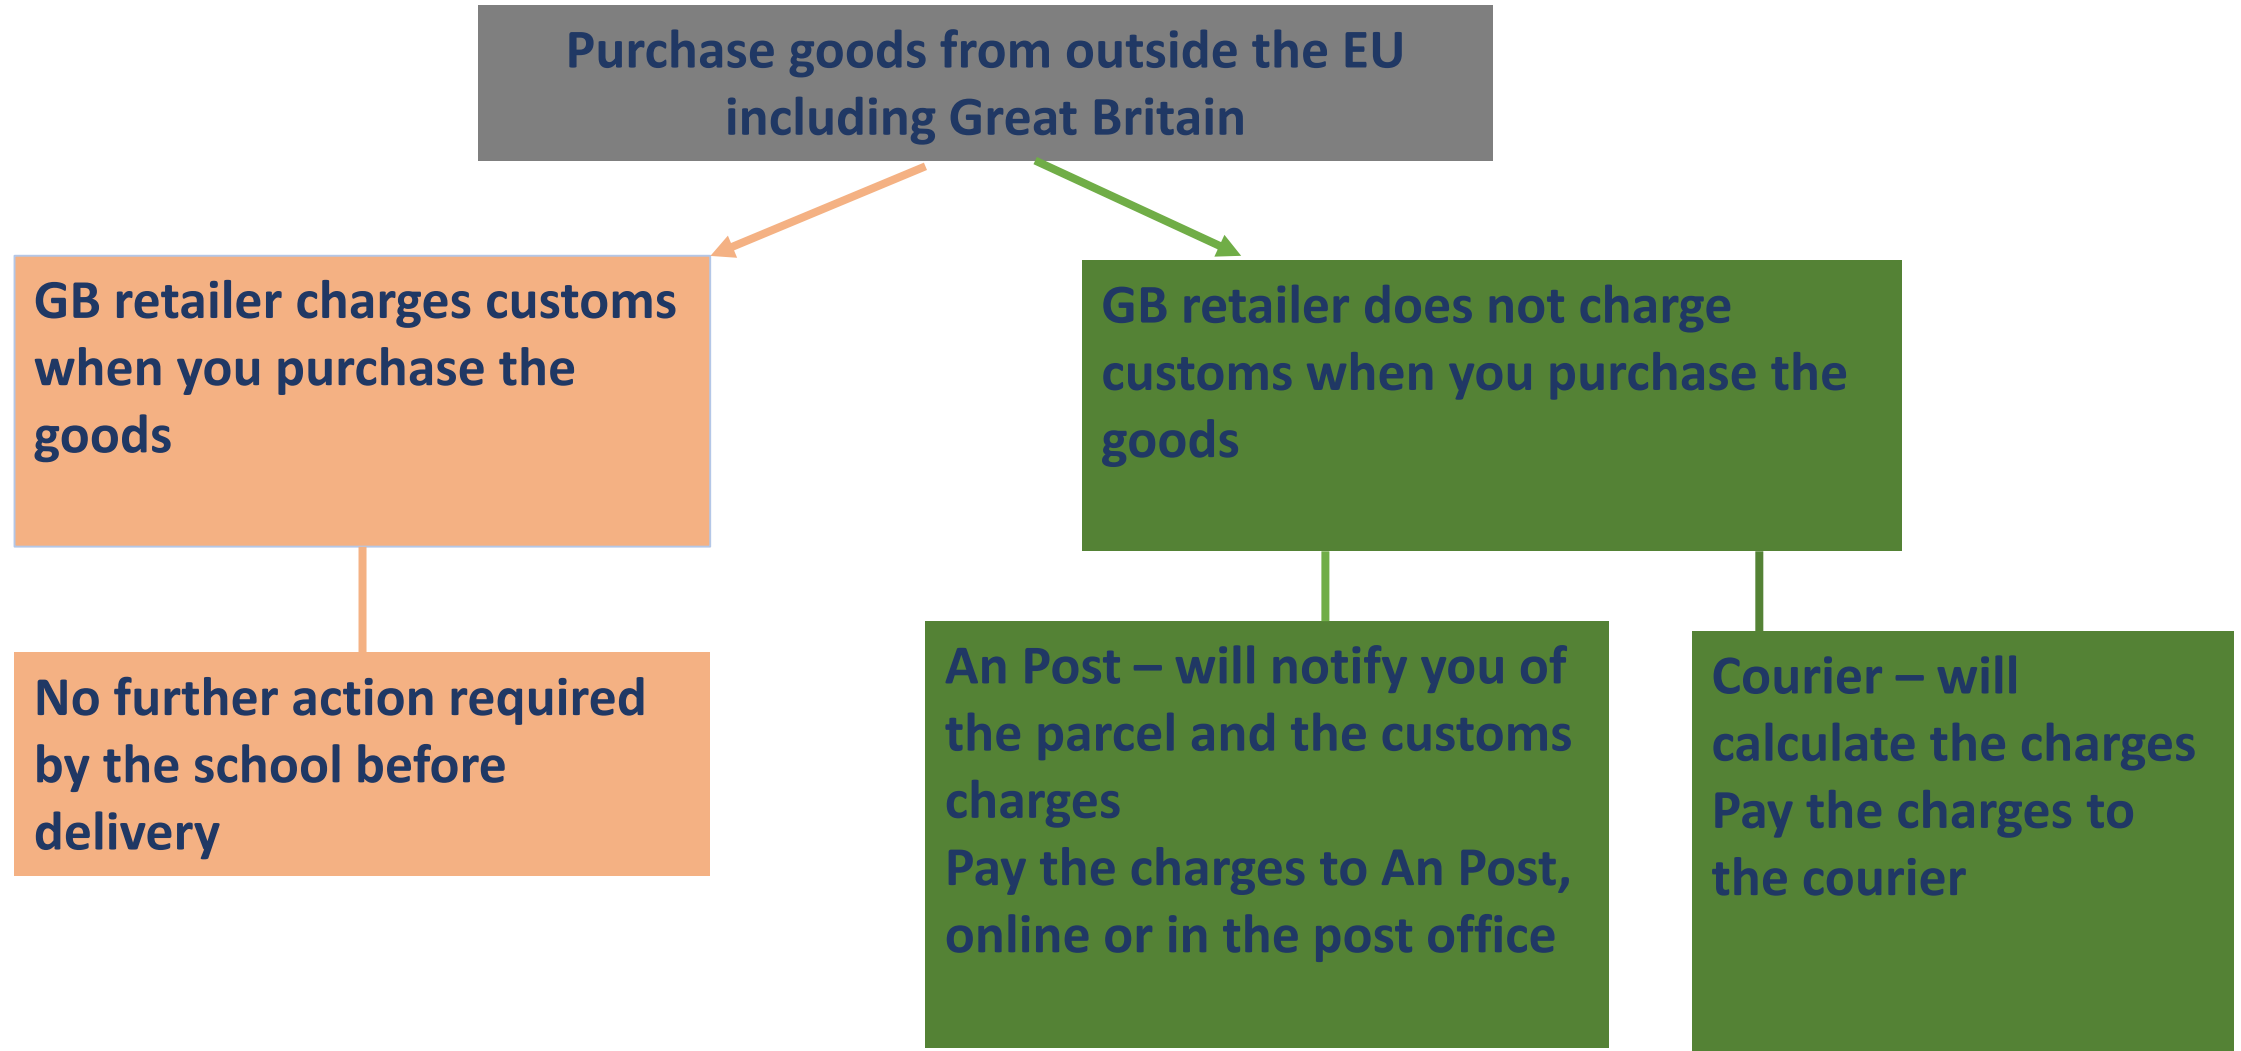 Purchase goods from outside the EU
including Great Britain
GB retailer charges customs
when you purchase the
goods
GB retailer does not charge
customs when you purchase the
goods
No further action required
by the school before
delivery
An Post – will notify you of
the parcel and the customs
charges
Pay the charges to An Post,
online or in the post office
Courier – will
calculate the charges
Pay the charges to
the courier